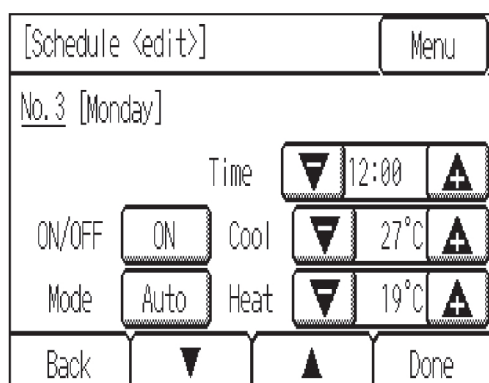 [Schedule <edit>] Menu
No. 3 [Monday]
Time 12:00
ON/OFF ON Cool 27°C
Mode Auto Heat 19°C
Back Done